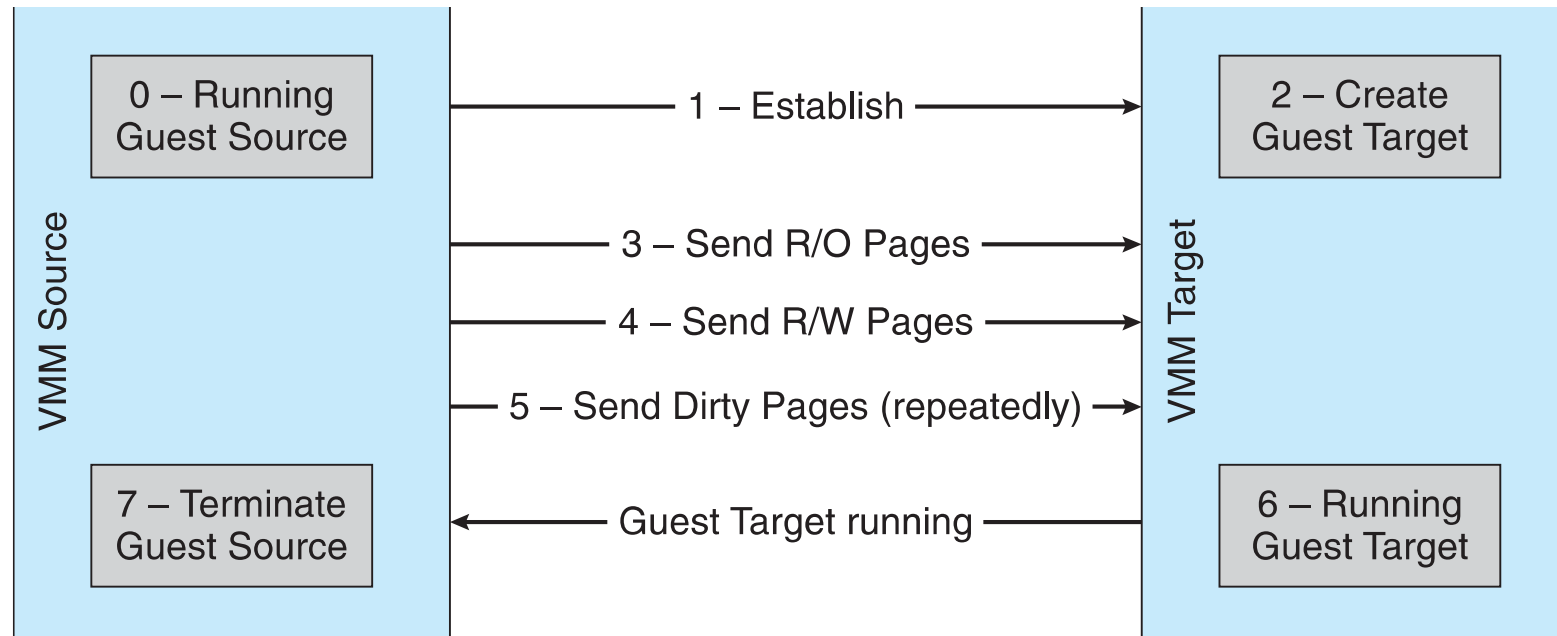 0 – Running
Guest Source
1 – Establish
2 – Create
Guest Target
VMM Source
3 – Send R/O Pages
4 – Send R/W Pages
5 – Send Dirty Pages (repeatedly)
VMM Target
7 – Terminate
Guest Source
Guest Target running
6 – Running
Guest Target